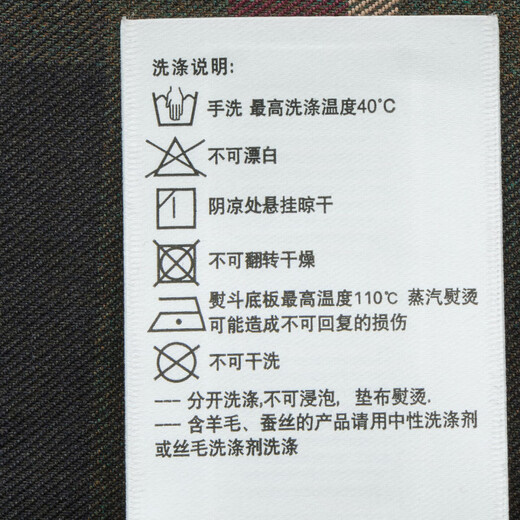 洗涤说明:
手洗 最高洗涤温度40°C
不可漂白
阴凉处悬挂晾干
不可翻转干燥
熨斗底板最高温度110℃ 蒸汽熨烫
可能造成不可回复的损伤
不可干洗
--- 分开洗涤,不可浸泡, 垫布熨烫.
--- 含羊毛、蚕丝的产品请用中性洗涤剂
或丝毛洗涤剂洗涤